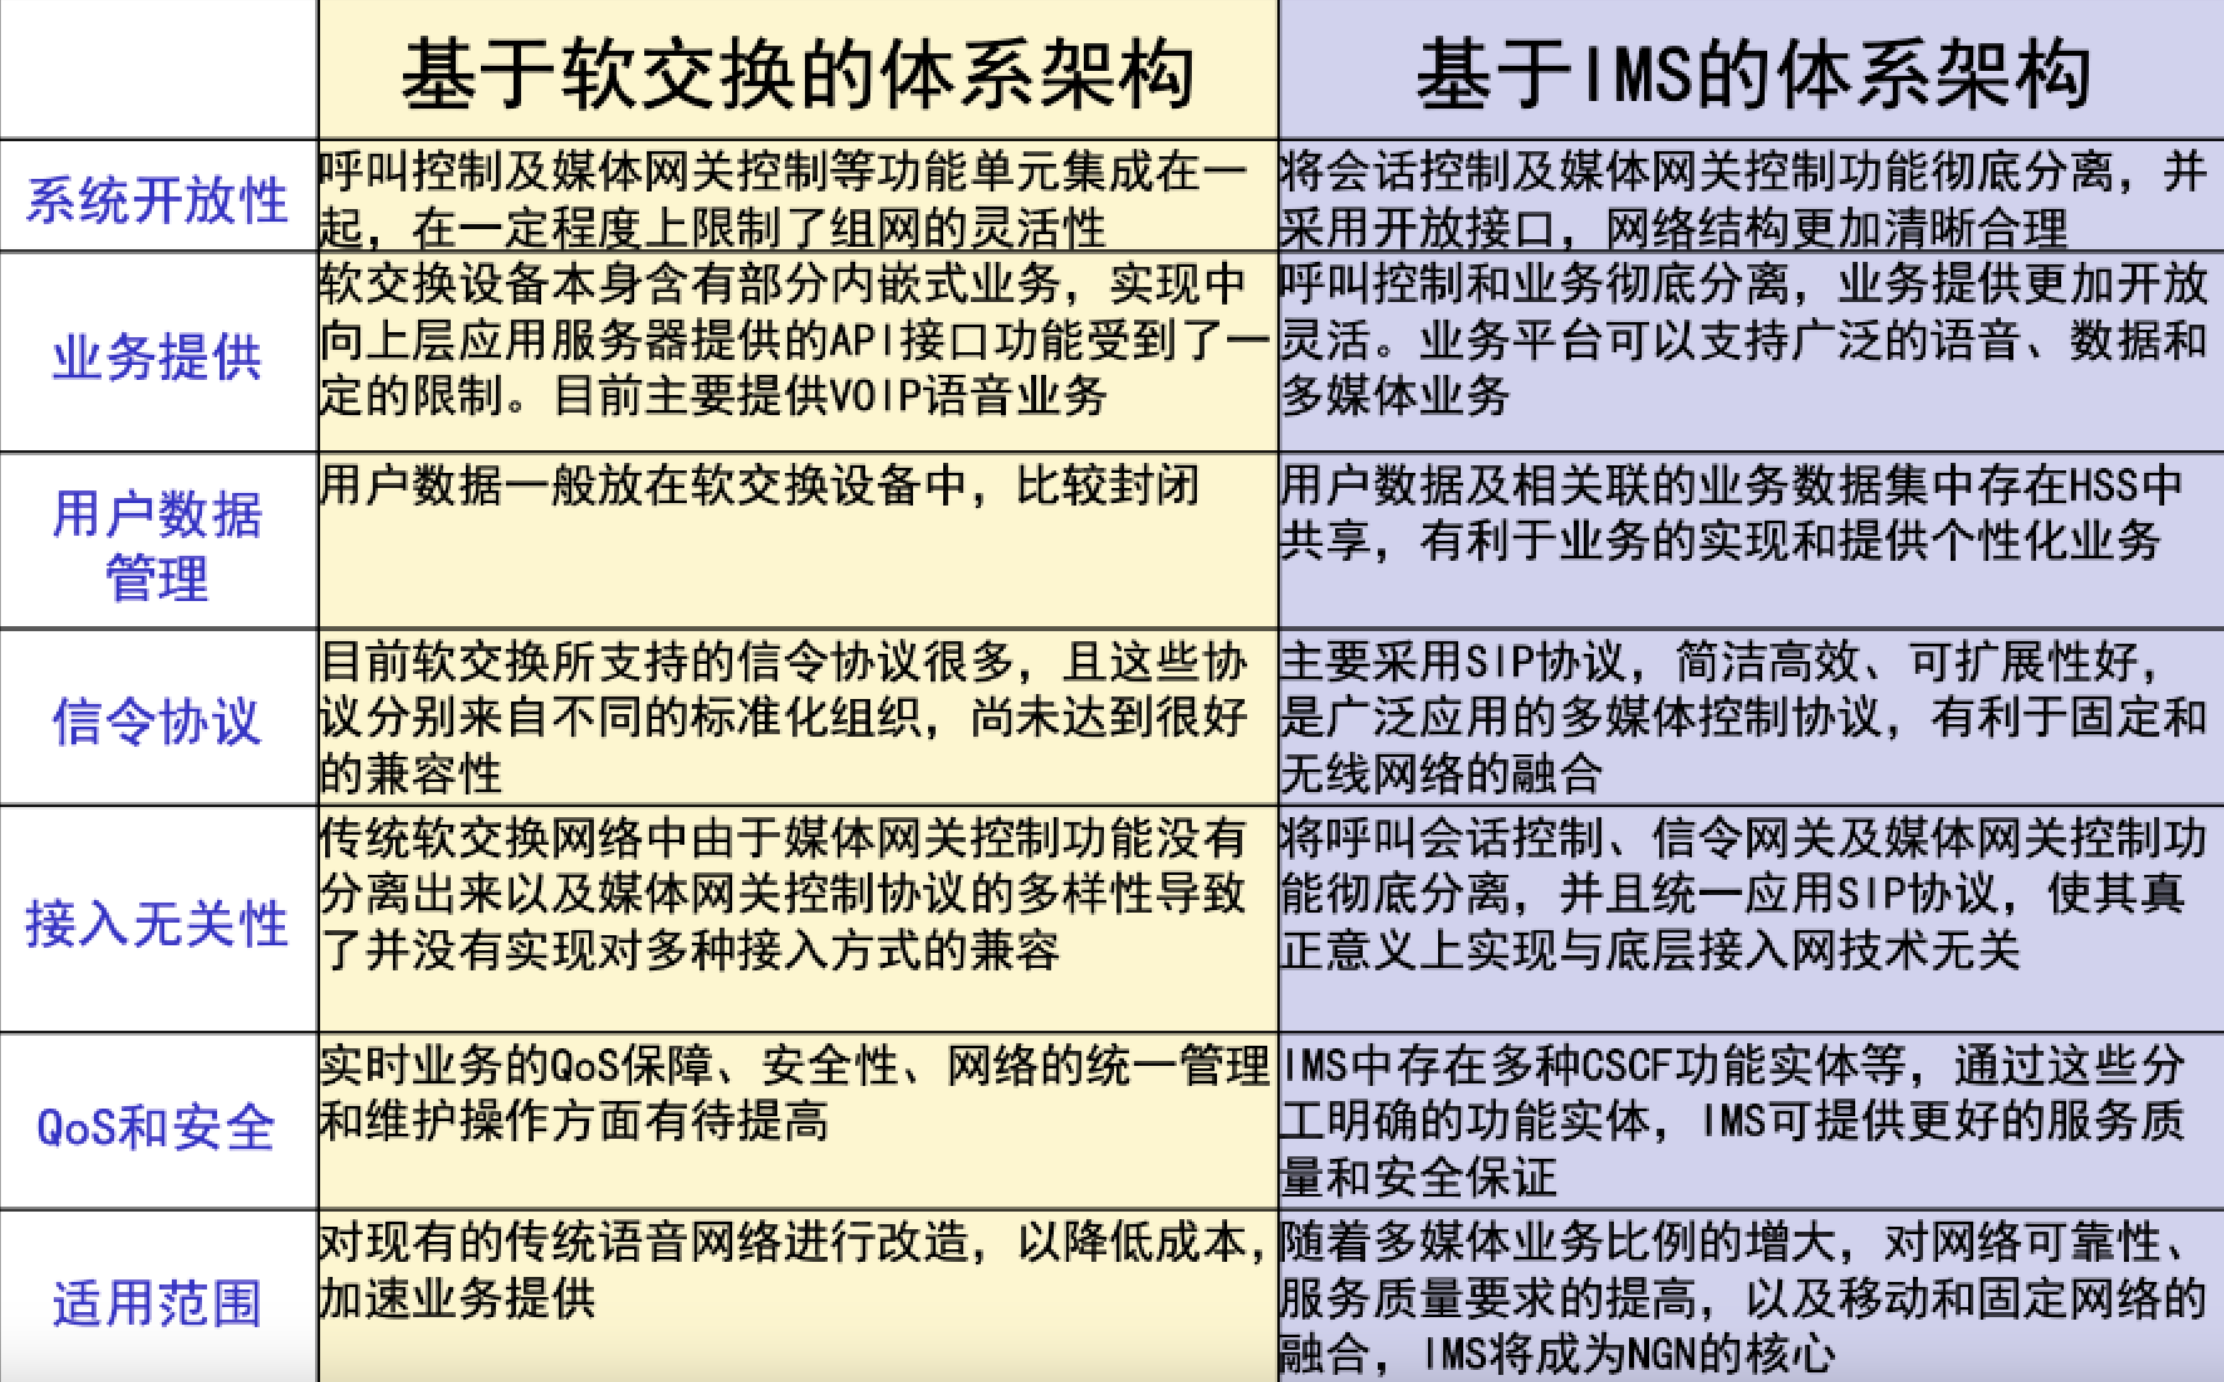 基于软交换的体系架构
基于IMS的体系架构
系统开放性
呼叫控制及媒体网关控制等功能单元集成在一
起，在一定程度上限制了组网的灵活性
将会话控制及媒体网关控制功能彻底分离，并
采用开放接口，网络结构更加清晰合理
业务提供
软交换设备本身含有部分内嵌式业务，实现中
向上层应用服务器提供的API接口功能受到了一
定的限制。目前主要提供VOIP语音业务
呼叫控制和业务彻底分离，业务提供更加开放
灵活。业务平台可以支持广泛的语音、数据和
多媒体业务
用户数据
管理
用户数据一般放在软交换设备中，比较封闭
用户数据及相关联的业务数据集中存在HSS中
共享，有利于业务的实现和提供个性化业务
信令协议
目前软交换所支持的信令协议很多，且这些协
议分别来自不同的标准化组织，尚未达到很好
的兼容性
主要采用SIP协议，简洁高效、可扩展性好，
是广泛应用的多媒体控制协议，有利于固定和
无线网络的融合
接入无关性
传统软交换网络中由于媒体网关控制功能没有
分离出来以及媒体网关控制协议的多样性导致
了并没有实现对多种接入方式的兼容
将呼叫会话控制、信令网关及媒体网关控制功
能彻底分离，并且统一应用SIP协议，使其真
正意义上实现与底层接入网技术无关
QoS和安全
实时业务的QoS保障、安全性、网络的统一管理
和维护操作方面有待提高
IMS中存在多种CSCF功能实体等，通过这些分
工明确的功能实体，IMS可提供更好的服务质
量和安全保证
适用范围
对现有的传统语音网络进行改造，以降低成本，
加速业务提供
随着多媒体业务比例的增大，对网络可靠性、
服务质量要求的提高，以及移动和固定网络的
融合，IMS将成为NGN的核心